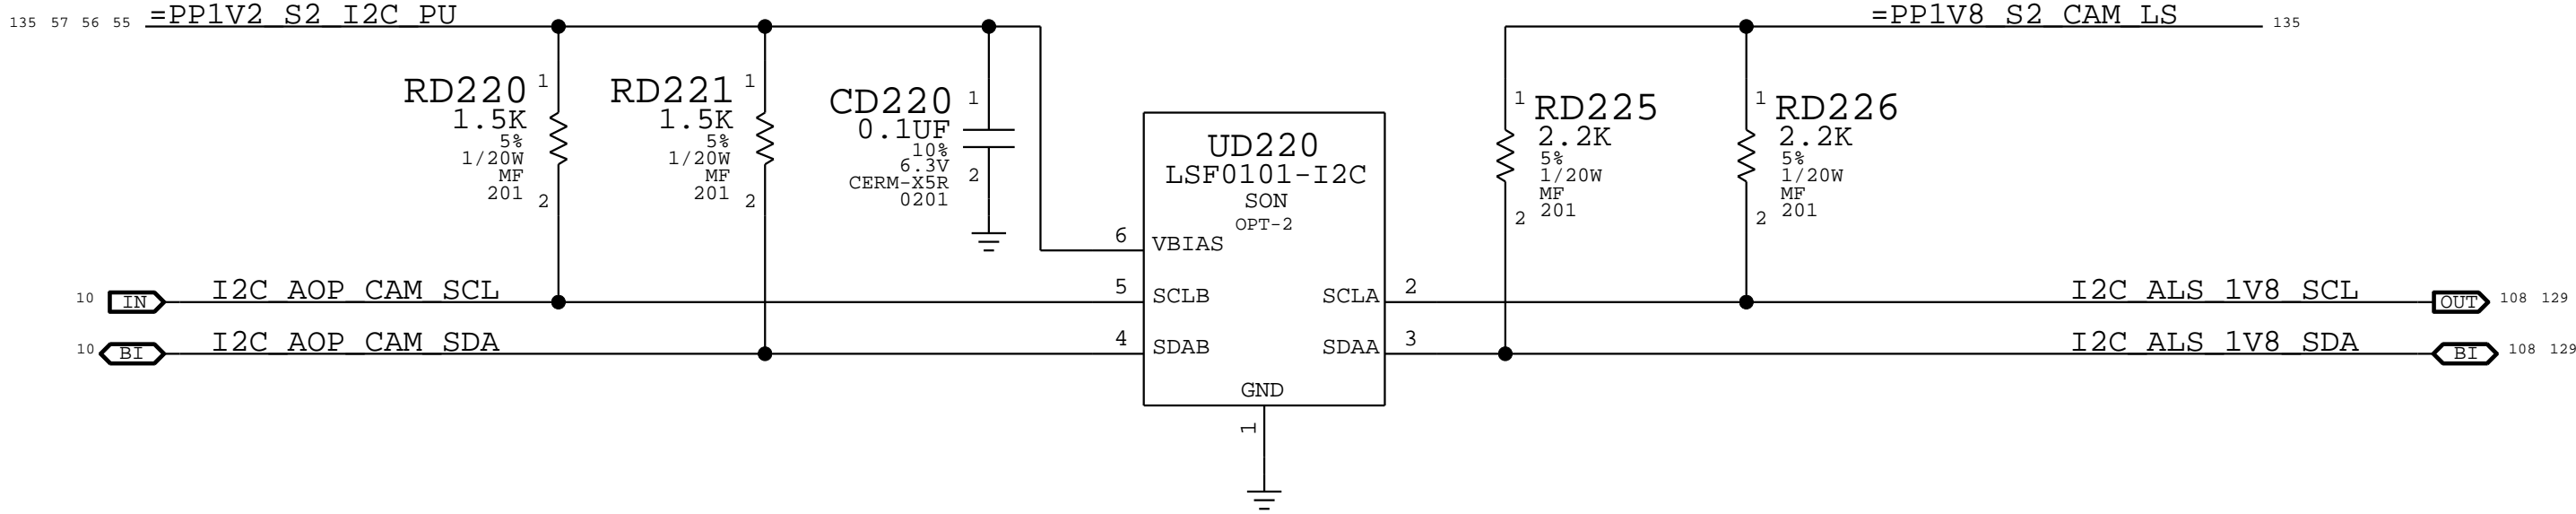 135 57 56 55 =PP1V2_S2_I2C_PU
=PP1V8_S2_CAM_LS 135
RD220 1
1.5K
5%
1/20W
MF
201
2
RD221 1
1.5K
5%
1/20W
MF
201
2
CD220 1
0.1UF
10%
6.3V
CERM-X5R
0201
2
UD220
LSF0101-I2C
SON
OPT-2
6 VBIAS
5 SCLB
4 SDAB
SCLA 2
SDAA 3
GND
1
1 RD225
2.2K
5%
1/20W
MF
201
2
1 RD226
2.2K
5%
1/20W
MF
201
2
10 IN I2C_AOP_CAM_SCL
10 BI I2C_AOP_CAM_SDA
I2C_ALS_1V8_SCL OUT 108 129
I2C_ALS_1V8_SDA BI 108 129